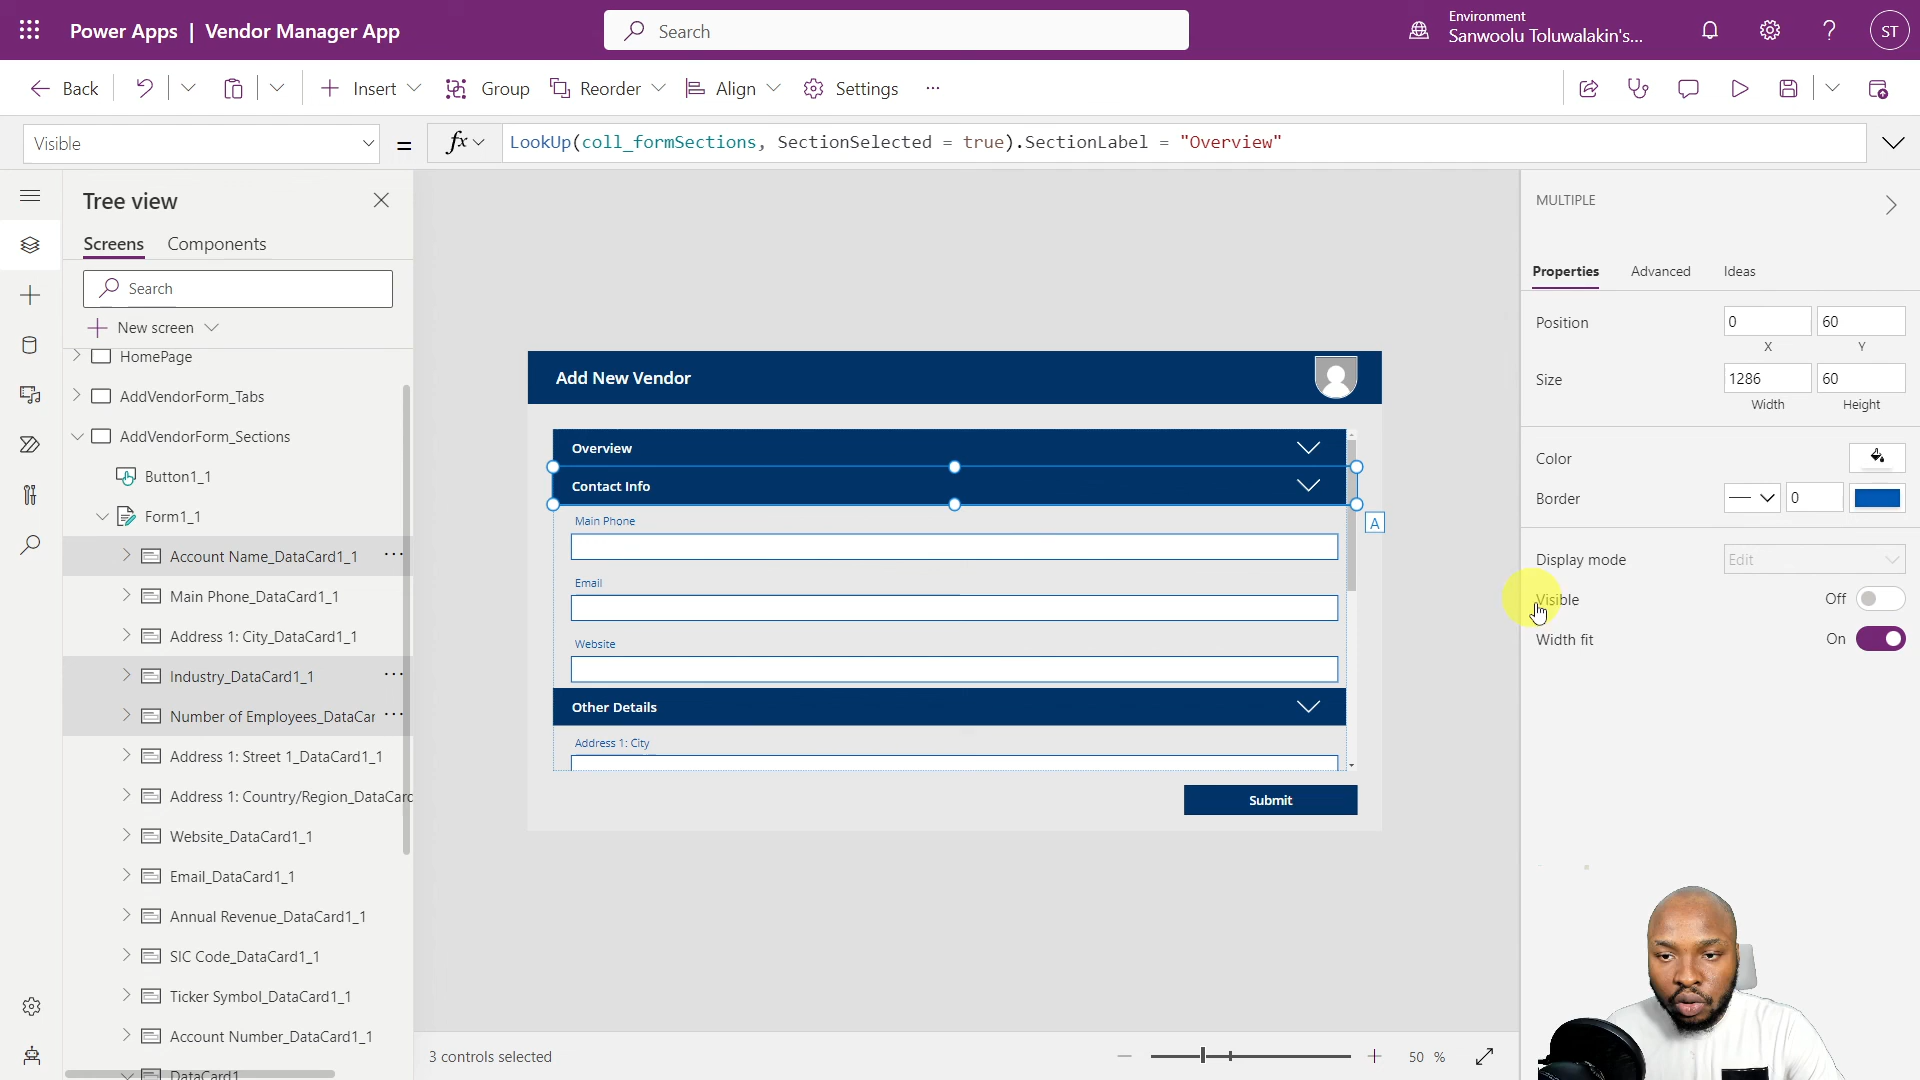 Power Apps | Vendor Manager App
Search
Environment
Sanwoolu Toluwalakin's...
ST
Back
Insert
Group
Reorder
Align
Settings
...
Visible
=
fx
LookUp(coll_formSections, SectionSelected = true).SectionLabel = "Overview"
Tree view
Screens
Components
Search
New screen
HomePage
AddVendorForm_Tabs
AddVendorForm_Sections
Button1_1
Form1_1
Account Name_DataCard1_1
Main Phone_DataCard1_1
Address 1: City_DataCard1_1
Industry_DataCard1_1
Number of Employees_DataCar
Address 1: Street 1_DataCard1_1
Address 1: Country/Region_DataCard
Website_DataCard1_1
Email_DataCard1_1
Annual Revenue_DataCard1_1
SIC Code_DataCard1_1
Ticker Symbol_DataCard1_1
Account Number_DataCard1_1
DataCard1
Add New Vendor
Overview
Contact Info
A
Main Phone
Email
Website
Other Details
Address 1: City
Submit
3 controls selected
50 %
MULTIPLE
Properties
Advanced
Ideas
Position
0
60
X
Y
Size
1286
60
Width
Height
Color
Border
0
Display mode
Edit
Visible
Off
Width fit
On